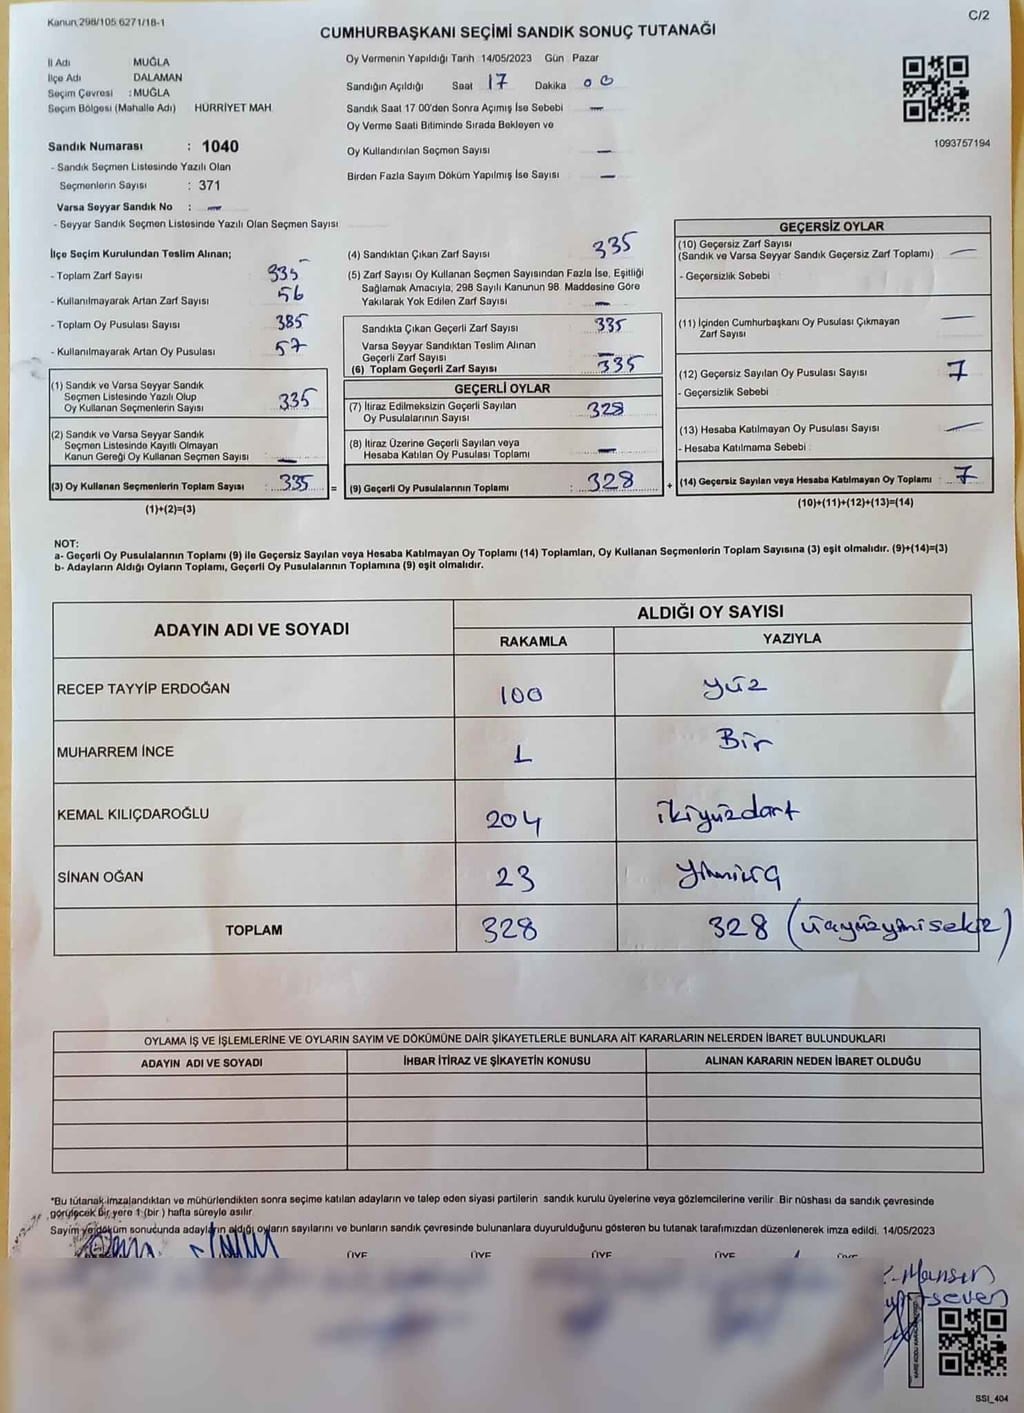 Kanun 298/105 6271/18-1
C/2
CUMHURBAŞKANI SEÇİMİ SANDIK SONUÇ TUTANAĞI
İl Adı MUĞLA
İlçe Adı DALAMAN
Seçim Çevresi : MUĞLA
Seçim Bölgesi (Mahalle Adı) HÜRRİYET MAH.
Sandık Numarası : 1040
- Sandık Seçmen Listesinde Yazılı Olan
Seçmenlerin Sayısı : 371
Varsa Seyyar Sandık No : —
- Seyyar Sandık Seçmen Listesinde Yazılı Olan Seçmen Sayısı
Oy Vermenin Yapıldığı Tarih 14/05/2023 Gün Pazar
Sandığın Açıldığı Saat 17 Dakika 00
Sandık Saat 17 00'den Sonra Açımış İse Sebebi —
Oy Verme Saati Bitiminde Sırada Bekleyen ve
Oy Kullandırılan Seçmen Sayısı —
Birden Fazla Sayım Döküm Yapılmış İse Sayısı —
1093757194
İlçe Seçim Kurulundan Teslim Alınan;
- Toplam Zarf Sayısı 335
- Kullanılmayarak Artan Zarf Sayısı 56
- Toplam Oy Pusulası Sayısı 385
- Kullanılmayarak Artan Oy Pusulası 57
(1) Sandık ve Varsa Seyyar Sandık
Seçmen Listesinde Yazılı Olup
Oy Kullanan Seçmenlerin Sayısı 335
(2) Sandık ve Varsa Seyyar Sandık
Seçmen Listesinde Kayıtlı Olmayan
Kanun Gereği Oy Kullanan Seçmen Sayısı —
(3) Oy Kullanan Seçmenlerin Toplam Sayısı : 335 =
(1)+(2)=(3)
(4) Sandıktan Çıkan Zarf Sayısı 335
(5) Zarf Sayısı Oy Kullanan Seçmen Sayısından Fazla İse, Eşitliği
Sağlamak Amacıyla, 298 Sayılı Kanunun 98. Maddesine Göre
Yakılarak Yok Edilen Zarf Sayısı —
Sandıkta Çıkan Geçerli Zarf Sayısı 335
Varsa Seyyar Sandıktan Teslim Alınan
Geçerli Zarf Sayısı —
(6) Toplam Geçerli Zarf Sayısı 335
GEÇERLİ OYLAR
(7) İtiraz Edilmeksizin Geçerli Sayılan
Oy Pusulalarının Sayısı 328
(8) İtiraz Üzerine Geçerli Sayılan veya
Hesaba Katılan Oy Pusulası Toplamı —
(9) Geçerli Oy Pusulalarının Toplamı : 328 +
GEÇERSİZ OYLAR
(10) Geçersiz Zarf Sayısı
(Sandık ve Varsa Seyyar Sandık Geçersiz Zarf Toplamı) —
- Geçersizlik Sebebi
(11) İçinden Cumhurbaşkanı Oy Pusulası Çıkmayan —
Zarf Sayısı
(12) Geçersiz Sayılan Oy Pusulası Sayısı 7
- Geçersizlik Sebebi
(13) Hesaba Katılmayan Oy Pusulası Sayısı —
- Hesaba Katılmama Sebebi
(14) Geçersiz Sayılan veya Hesaba Katılmayan Oy Toplamı 7
(10)+(11)+(12)+(13)=(14)
NOT:
a- Geçerli Oy Pusulalarının Toplamı (9) ile Geçersiz Sayılan veya Hesaba Katılmayan Oy Toplamı (14) Toplamları, Oy Kullanan Seçmenlerin Toplam Sayısına (3) eşit olmalıdır. (9)+(14)=(3)
b- Adayların Aldığı Oyların Toplamı, Geçerli Oy Pusulalarının Toplamına (9) eşit olmalıdır.
ADAYIN ADI VE SOYADI ALDIĞI OY SAYISI
RAKAMLA YAZIYLA
RECEP TAYYİP ERDOĞAN 100 yüz
MUHARREM İNCE 1 Bir
KEMAL KILIÇDAROĞLU 204 ikiyüzdört
SİNAN OĞAN 23
TOPLAM 328 328
OYLAMA İŞ VE İŞLEMLERİNE VE OYLARIN SAYIM VE DÖKÜMÜNE DAİR ŞİKAYETLERLE BUNLARA AİT KARARLARIN NELERDEN İBARET BULUNDUKLARI
ADAYIN ADI VE SOYADI İHBAR İTİRAZ VE ŞİKAYETİN KONUSU ALINAN KARARIN NEDEN İBARET OLDUĞU
*Bu tutanak imzalandıktan ve mühürlendikten sonra seçime katılan adayların ve talep eden siyasi partilerin sandık kurulu üyelerine veya gözlemcilerine verilir. Bir nüshası da sandık çevresinde
görülecek bir yere 1 (bir) hafta süreyle asılır.
Sayım ve döküm sonucunda adayların aldığı oyların sayılarını ve bunların sandık çevresinde bulunanlara duyurulduğunu gösteren bu tutanak tarafımızdan düzenlenerek imza edildi. 14/05/2023
ÜYE ÜYE ÜYE ÜYE ÜYE
SSI_404